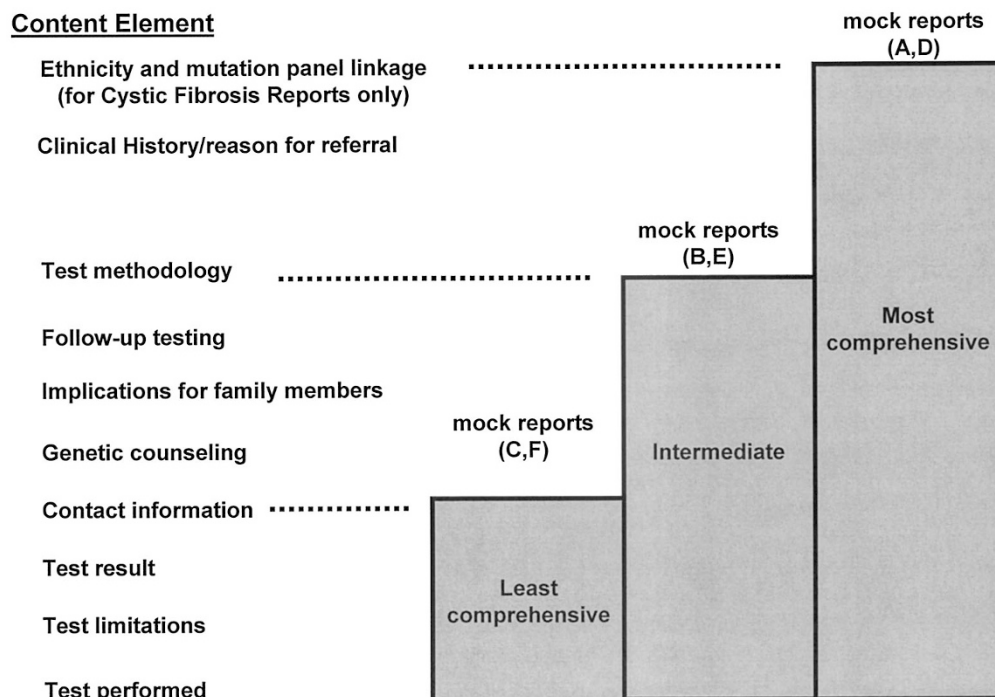 Content Element
mock reports
(A,D)
Ethnicity and mutation panel linkage
(for Cystic Fibrosis Reports only)
Clinical History/reason for referral
mock reports
(B,E)
Test methodology
Most
comprehensive
Follow-up testing
Implications for family members
mock reports
(C,F)
Genetic counseling
Intermediate
Contact information
Test result
Least
comprehensive
Test limitations
Test performed